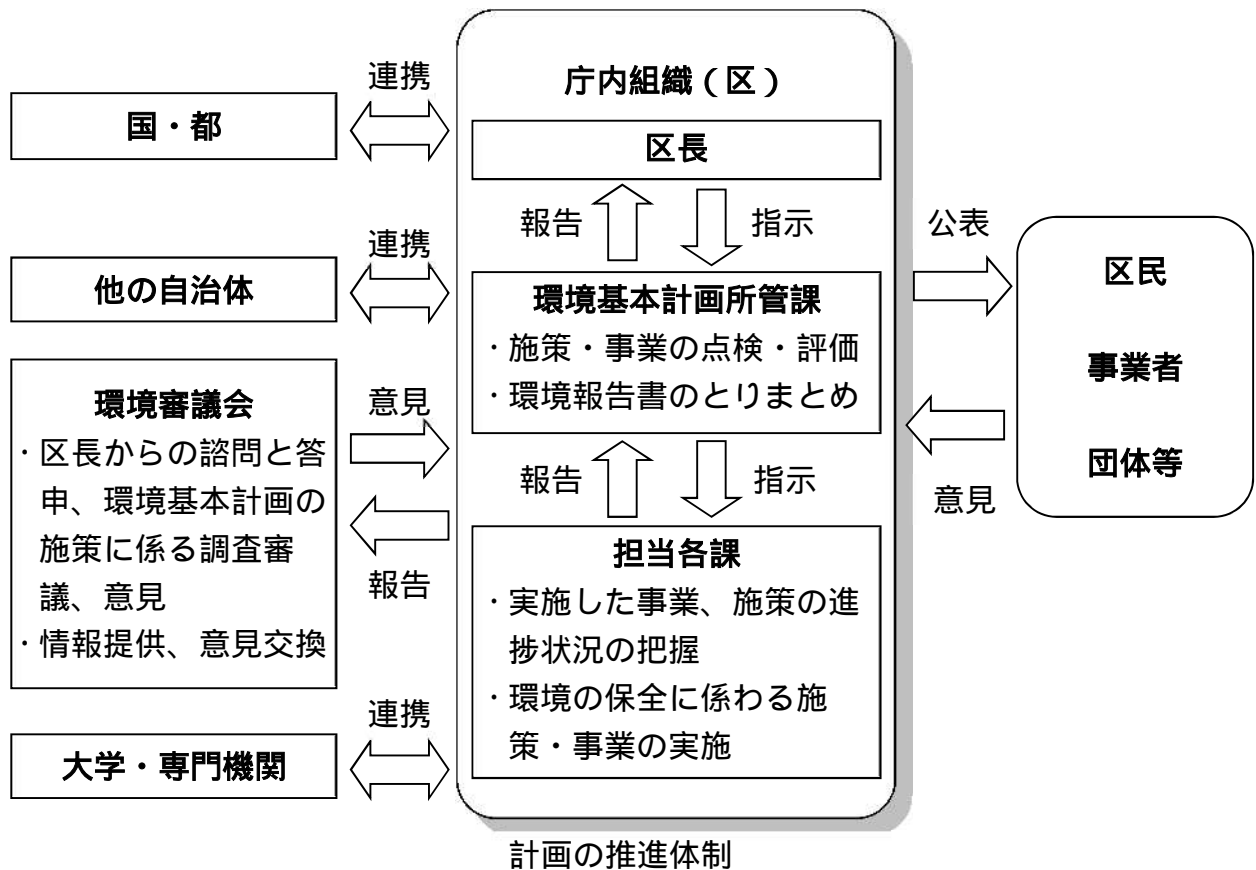 連携
国・都
連携
他の自治体
環境審議会
・区長からの諮問と答
申、環境基本計画の
施策に係る調査審
議、意見
・情報提供、意見交換
意見
報告
連携
大学・専門機関
庁内組織（区）
区長
報告
指示
環境基本計画所管課
・施策・事業の点検・評価
・環境報告書のとりまとめ
報告
指示
担当各課
・実施した事業、施策の進
捗状況の把握
・環境の保全に係わる施
策・事業の実施
公表
意見
区民
事業者
団体等
計画の推進体制